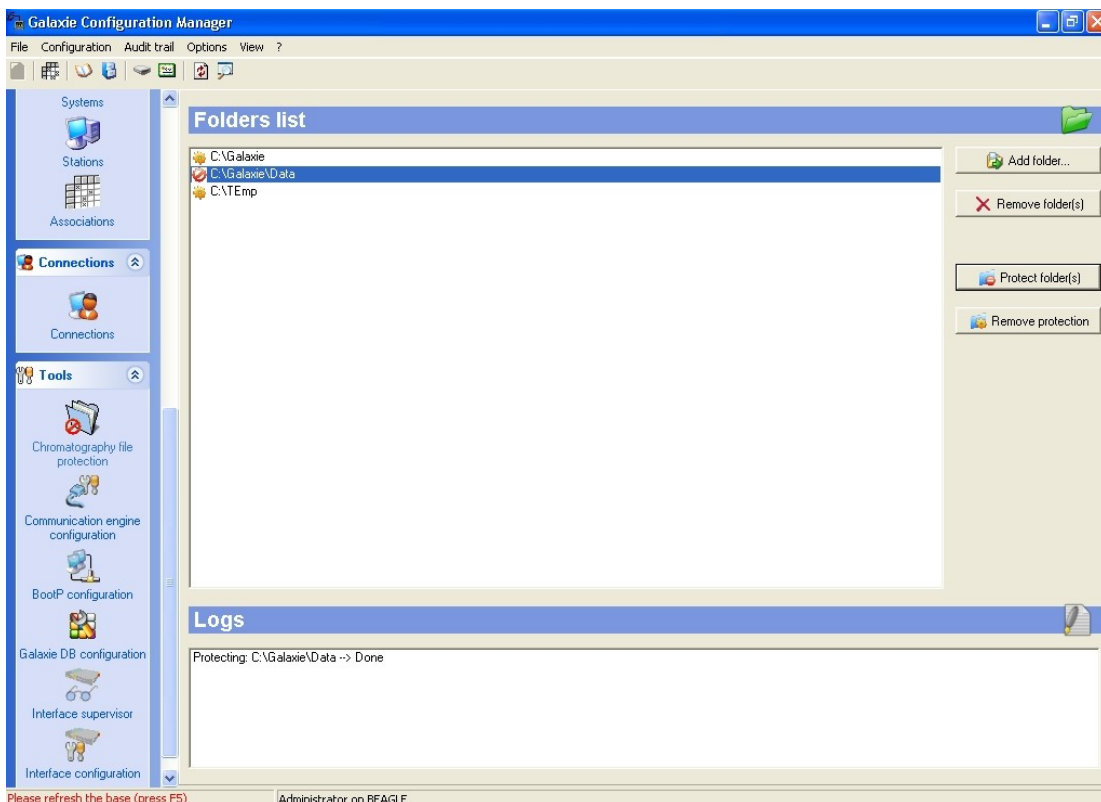 Galaxie Configuration Manager
File Configuration Audit trail Options View ?
Systems
Stations
Associations
Connections
Connections
Tools
Chromatography file
protection
Communication engine
configuration
BootP configuration
Galaxie DB configuration
Interface supervisor
Interface configuration
Folders list
C:\Galaxie
C:\Galaxie\Data
C:\TEmp
Add folder...
Remove folder(s)
Protect folder(s)
Remove protection
Logs
Protecting: C:\Galaxie\Data --> Done
Please refresh the base (press F5)
Administrator on BEAGLE